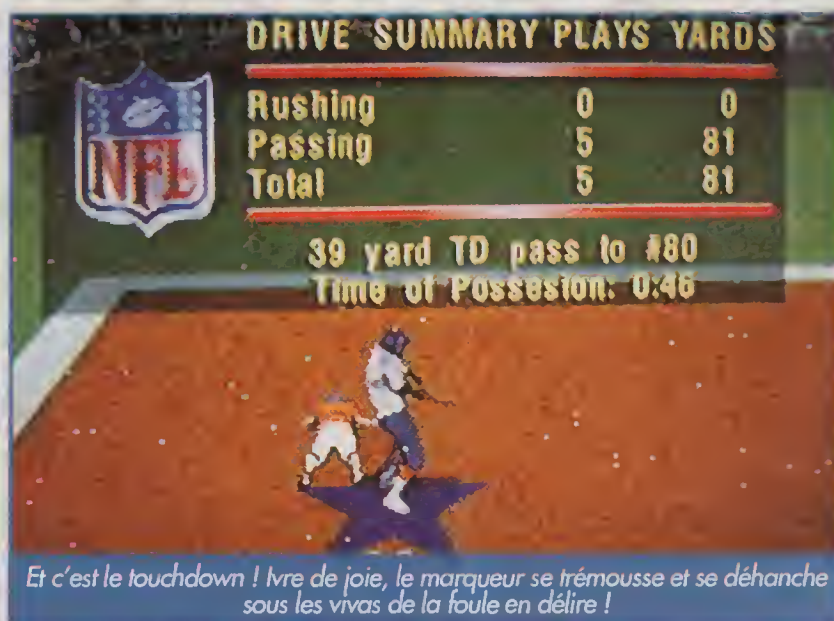 DRIVE SUMMARY PLAYS YARDS
NFL
Rushing 0 0
Passing 5 81
Total 5 81
39 yard TD pass to #80
Time of Possesion: 0:46
Et c'est le touchdown ! Ivre de joie, le marqueur se trémousse et se déhanche
sous les vivas de la foule en délire !